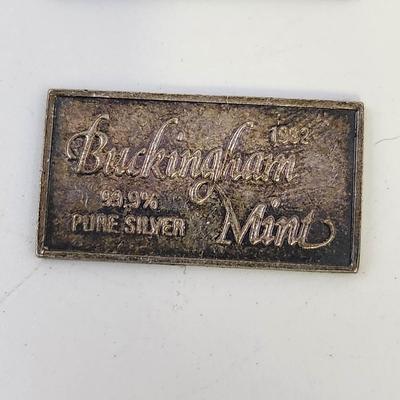 1982
Buckingham
99.9%
PURE SILVER
Mint